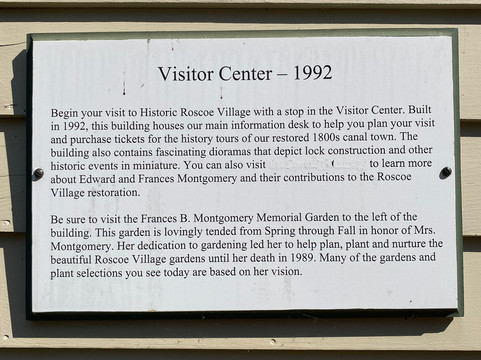 Visitor Center – 1992
Begin your visit to Historic Roscoe Village with a stop in the Visitor Center. Built
in 1992, this building houses our main information desk to help you plan your visit
and purchase tickets for the history tours of our restored 1800s canal town. The
building also contains fascinating dioramas that depict lock construction and other
historic events in miniature. You can also visit to learn more
about Edward and Frances Montgomery and their contributions to the Roscoe
Village restoration.
Be sure to visit the Frances B. Montgomery Memorial Garden to the left of the
building. This garden is lovingly tended from Spring through Fall in honor of Mrs.
Montgomery. Her dedication to gardening led her to help plan, plant and nurture the
beautiful Roscoe Village gardens until her death in 1989. Many of the gardens and
plant selections you see today are based on her vision.